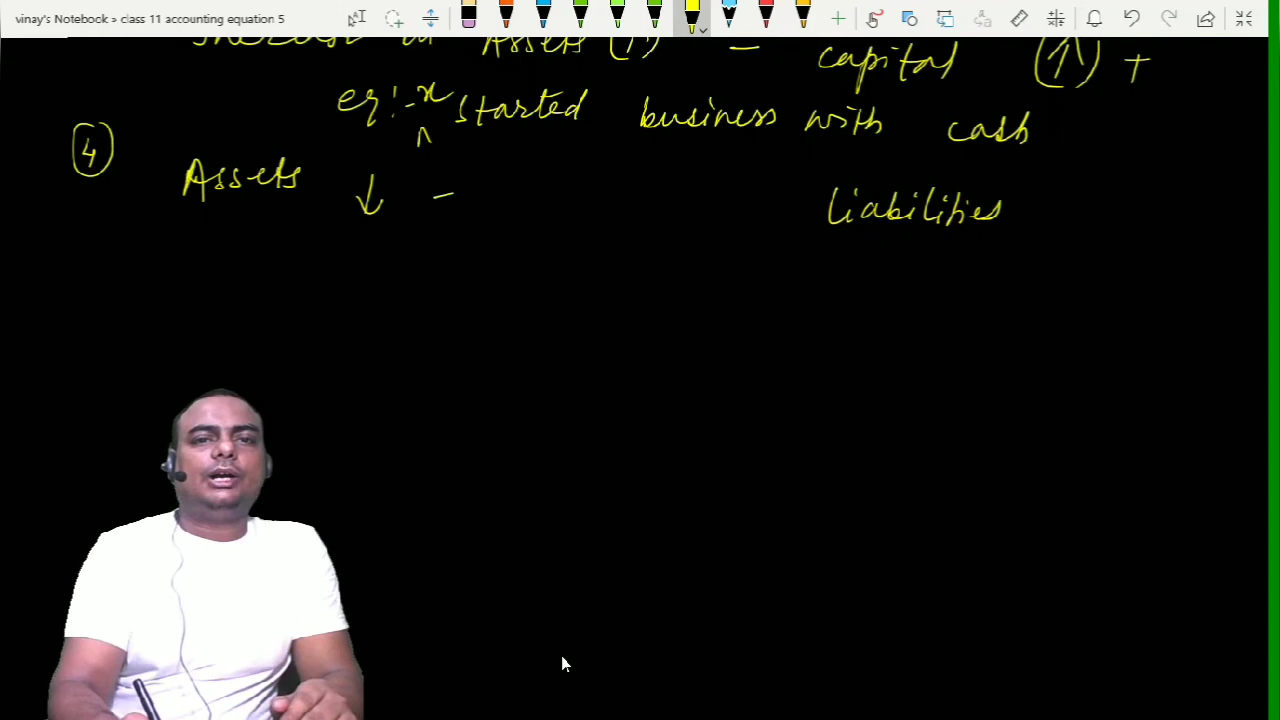 vinay's Notebook > class 11 accounting equation 5
Assets (↑) = capital (↑) +
eg:- x started business with cash
^
4 Assets ↓ - liabilities